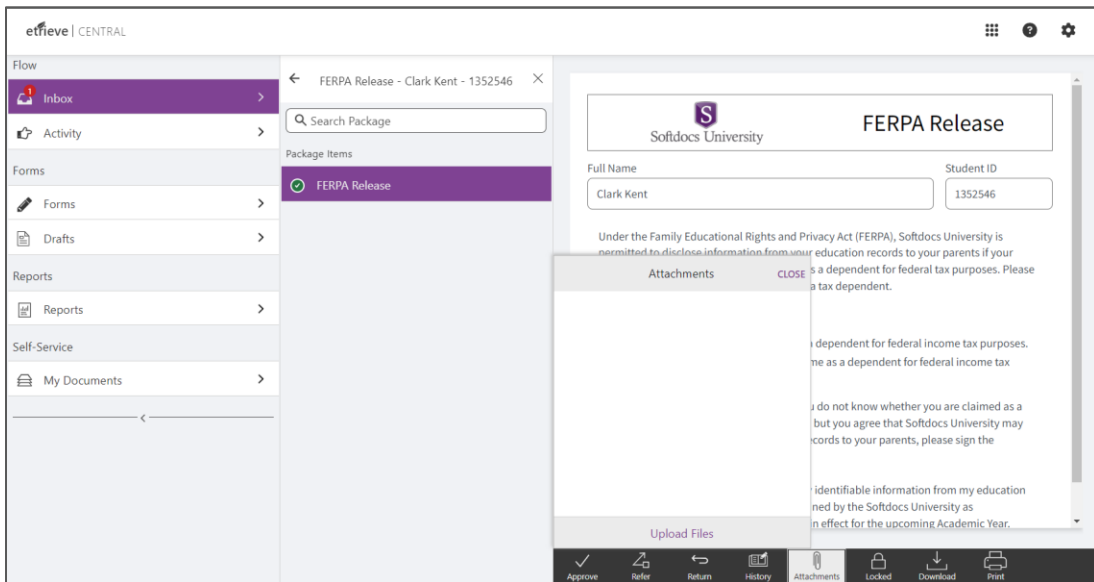 etrieve | CENTRAL
Flow
1
Inbox
Activity
Forms
Forms
Drafts
Reports
Reports
Self-Service
My Documents
FERPA Release - Clark Kent - 1352546
Search Package
Package Items
FERPA Release
S
Softdocs University
FERPA Release
Full Name
Student ID
Clark Kent
1352546
Under the Family Educational Rights and Privacy Act (FERPA), Softdocs University is
permitted to disclose information from your education records to your parents if your
s a dependent for federal tax purposes. Please
a tax dependent.
dependent for federal income tax purposes.
me as a dependent for federal income tax
u do not know whether you are claimed as a
but you agree that Softdocs University may
cords to your parents, please sign the
identifiable information from my education
ned by the Softdocs University as
in effect for the upcoming Academic Year.
Attachments
CLOSE
Upload Files
Approve
Refer
Return
History
Attachments
Locked
Download
Print